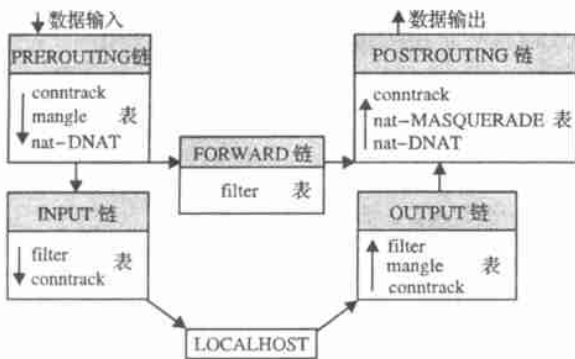 数据输入
PREROUTING链
conntrack
mangle 表
nat-DNAT
数据输出
POSTROUTING 链
conntrack
nat-MASQUERADE 表
nat-DNAT
FORWARD 链
filter 表
INPUT 链
filter
conntrack 表
OUTPUT 链
filter
mangle 表
conntrack
LOCALHOST